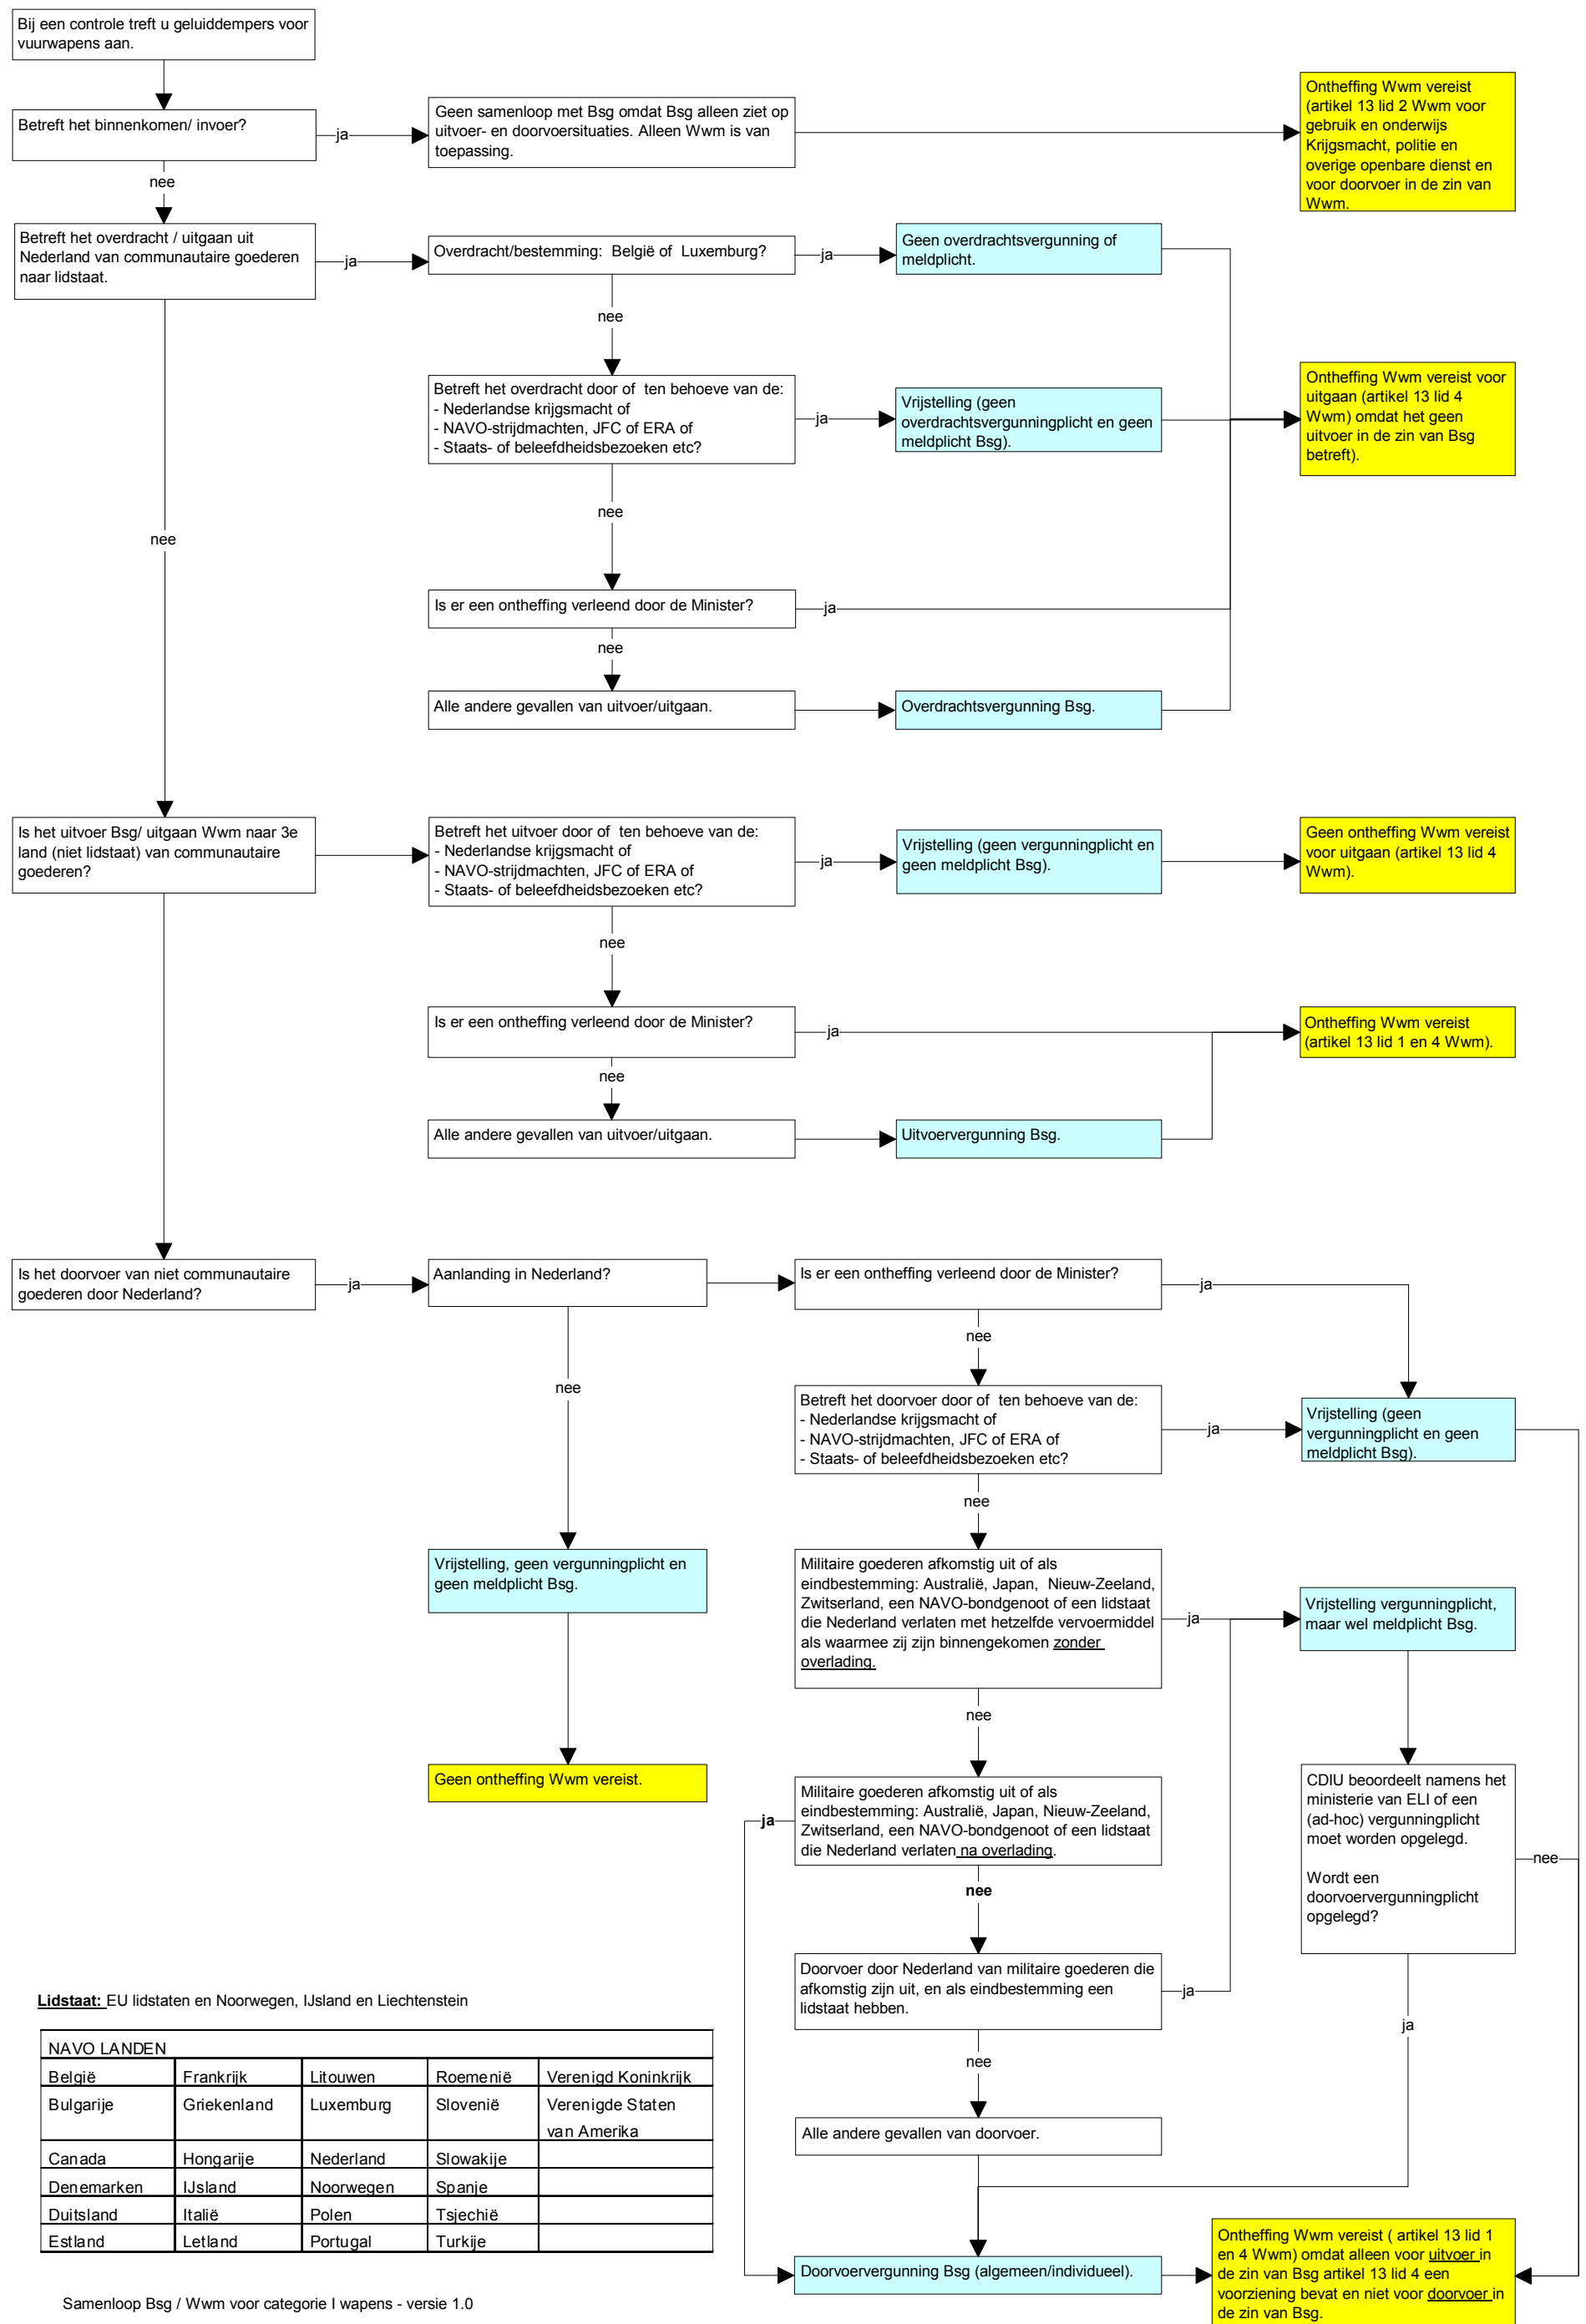 Bij een controle treft u geluiddempers voor
vuurwapens aan.
Betreft het binnenkomen/ invoer?
ja
Geen samenloop met Bsg omdat Bsg alleen ziet op
uitvoer- en doorvoersituaties. Alleen Wwm is van
toepassing.
Ontheffing Wwm vereist
(artikel 13 lid 2 Wwm voor
gebruik en onderwijs
Krijgsmacht, politie en
overige openbare dienst en
voor doorvoer in de zin van
Wwm.
nee
Betreft het overdracht / uitgaan uit
Nederland van communautaire goederen
naar lidstaat.
ja
Overdracht/bestemming:  België of  Luxemburg?
ja
Geen overdrachtsvergunning of
meldplicht.
nee
Betreft het overdracht door of  ten behoeve van de:
- Nederlandse krijgsmacht of
- NAVO-strijdmachten, JFC of ERA of
- Staats- of beleefdheidsbezoeken etc?
ja
Vrijstelling (geen
overdrachtsvergunningplicht en geen
meldplicht Bsg).
Ontheffing Wwm vereist voor
uitgaan (artikel 13 lid 4
Wwm) omdat het geen
uitvoer in de zin van Bsg
betreft).
nee
nee
Is er een ontheffing verleend door de Minister?
ja
nee
Alle andere gevallen van uitvoer/uitgaan.
Overdrachtsvergunning Bsg.
Is het uitvoer Bsg/ uitgaan Wwm naar 3e
land (niet lidstaat) van communautaire
goederen?
Betreft het uitvoer door of  ten behoeve van de:
- Nederlandse krijgsmacht of
- NAVO-strijdmachten, JFC of ERA of
- Staats- of beleefdheidsbezoeken etc?
ja
Vrijstelling (geen vergunningplicht en
geen meldplicht Bsg).
Geen ontheffing Wwm vereist
voor uitgaan (artikel 13 lid 4
Wwm).
nee
Is er een ontheffing verleend door de Minister?
ja
Ontheffing Wwm vereist
(artikel 13 lid 1 en 4 Wwm).
nee
Alle andere gevallen van uitvoer/uitgaan.
Uitvoervergunning Bsg.
Is het doorvoer van niet communautaire
goederen door Nederland?
ja
Aanlanding in Nederland?
Is er een ontheffing verleend door de Minister?
ja
nee
nee
Betreft het doorvoer door of  ten behoeve van de:
- Nederlandse krijgsmacht of
- NAVO-strijdmachten, JFC of ERA of
- Staats- of beleefdheidsbezoeken etc?
ja
Vrijstelling (geen
vergunningplicht en geen
meldplicht Bsg).
nee
Vrijstelling, geen vergunningplicht en
geen meldplicht Bsg.
Militaire goederen afkomstig uit of als
eindbestemming: Australië, Japan,  Nieuw-Zeeland,
Zwitserland, een NAVO-bondgenoot of een lidstaat
die Nederland verlaten met hetzelfde vervoermiddel
als waarmee zij zijn binnengekomen zonder
overlading.
ja
Vrijstelling vergunningplicht,
maar wel meldplicht Bsg.
nee
Geen ontheffing Wwm vereist.
Militaire goederen afkomstig uit of als
eindbestemming: Australië, Japan, Nieuw-Zeeland,
Zwitserland, een NAVO-bondgenoot of een lidstaat
die Nederland verlaten na overlading.
ja
CDIU beoordeelt namens het
ministerie van ELI of een
(ad-hoc) vergunningplicht
moet worden opgelegd.
Wordt een
doorvoervergunningplicht
opgelegd?
nee
nee
Doorvoer door Nederland van militaire goederen die
afkomstig zijn uit, en als eindbestemming een
lidstaat hebben.
ja
ja
nee
Alle andere gevallen van doorvoer.
Lidstaat: EU lidstaten en Noorwegen, IJsland en Liechtenstein
NAVO LANDEN
België Frankrijk Litouwen Roemenië Verenigd Koninkrijk
Bulgarije Griekenland Luxemburg Slovenië Verenigde Staten
van Amerika
Canada Hongarije Nederland Slowakije
Denemarken IJsland Noorwegen Spanje
Duitsland Italië Polen Tsjechië
Estland Letland Portugal Turkije
Doorvoervergunning Bsg (algemeen/individueel).
Ontheffing Wwm vereist ( artikel 13 lid 1
en 4 Wwm) omdat alleen voor uitvoer in
de zin van Bsg artikel 13 lid 4 een
voorziening bevat en niet voor doorvoer in
de zin van Bsg.
Samenloop Bsg / Wwm voor categorie I wapens - versie 1.0